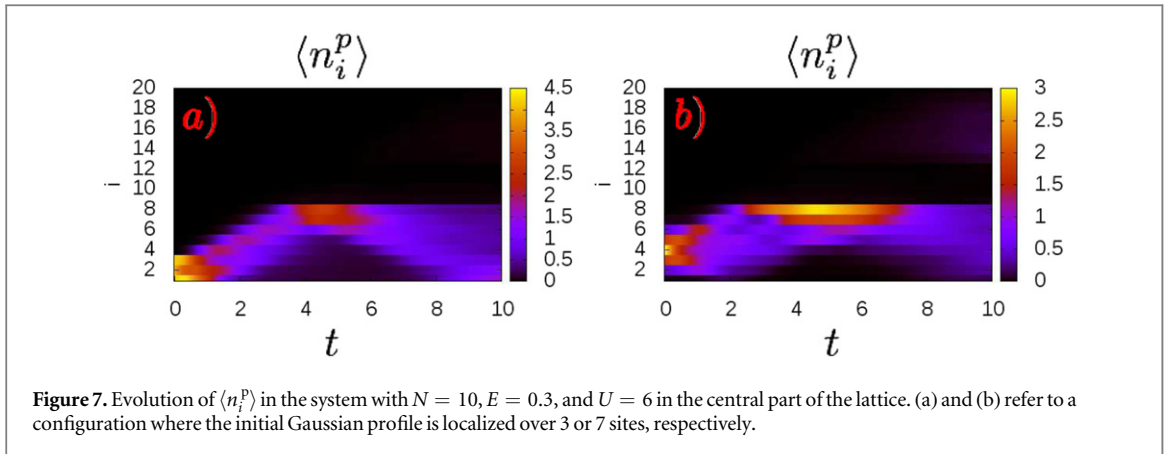 ⟨n_i^p⟩ ⟨n_i^p⟩
a) b)
20 18 16 14 12 10 8 6 4 2
i
0 2 4 6 8 10
t
4.5 4 3.5 3 2.5 2 1.5 1 0.5 0
20 18 16 14 12 10 8 6 4 2
i
0 2 4 6 8 10
t
3 2.5 2 1.5 1 0.5 0
Figure 7. Evolution of ⟨n_i^p⟩ in the system with N = 10, E = 0.3, and U = 6 in the central part of the lattice. (a) and (b) refer to a
configuration where the initial Gaussian profile is localized over 3 or 7 sites, respectively.